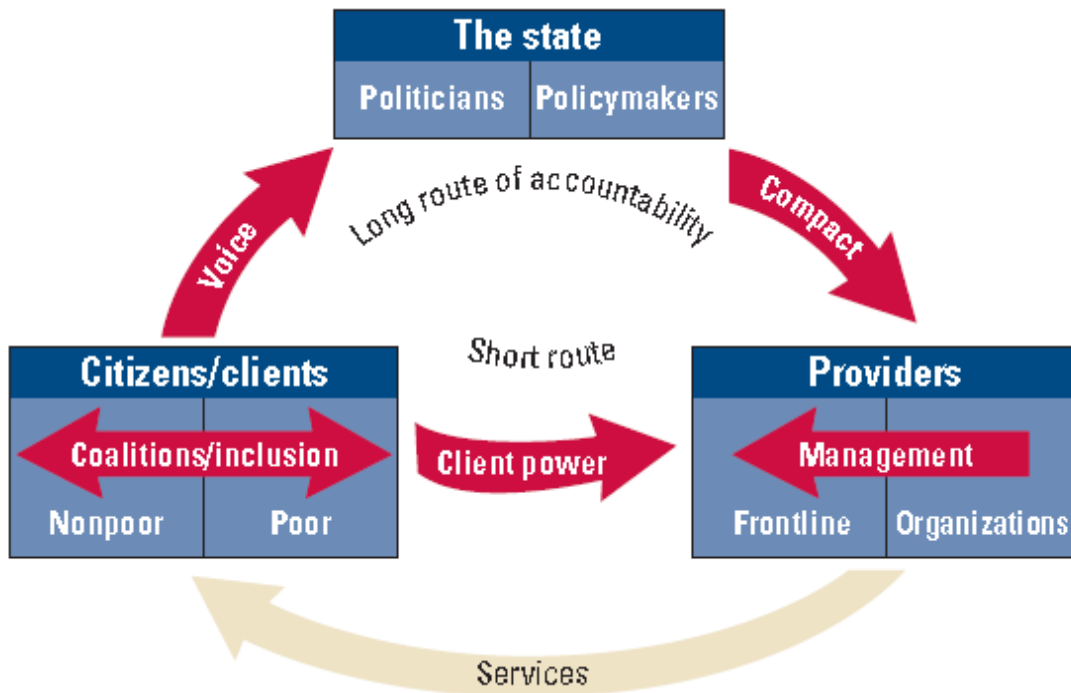 The state
Politicians
Policymakers
Long route of accountability
Voice
Compact
Short route
Citizens/clients
Coalitions/inclusion
Nonpoor
Poor
Client power
Providers
Management
Frontline
Organizations
Services